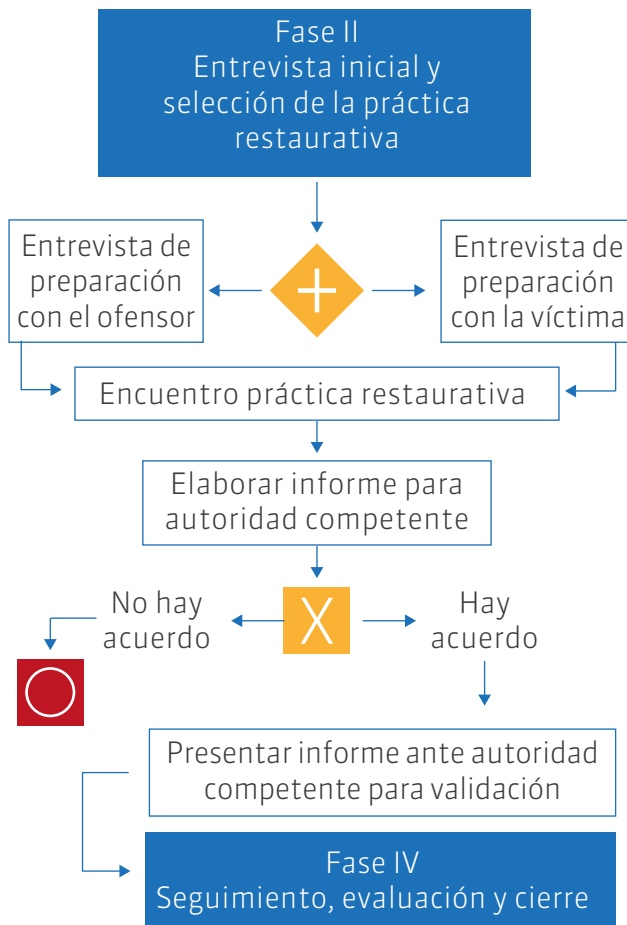 Fase II
Entrevista inicial y
selección de la práctica
restaurativa
Entrevista de
preparación
con el ofensor
Entrevista de
preparación
con la víctima
Encuentro práctica restaurativa
Elaborar informe para
autoridad competente
No hay
acuerdo
X
Hay
acuerdo
Presentar informe ante autoridad
competente para validación
Fase IV
Seguimiento, evaluación y cierre